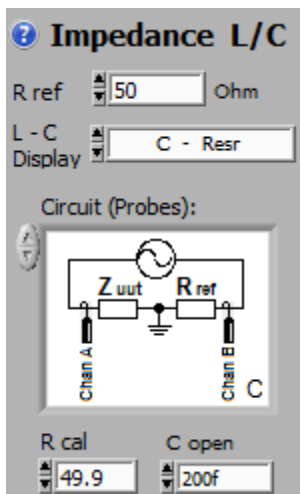 ? Impedance L/C
R ref 50 Ohm
L - C
Display C - Resr
Circuit (Probes):
Z uut R ref
Chan A Chan B C
R cal C open
49.9 200f